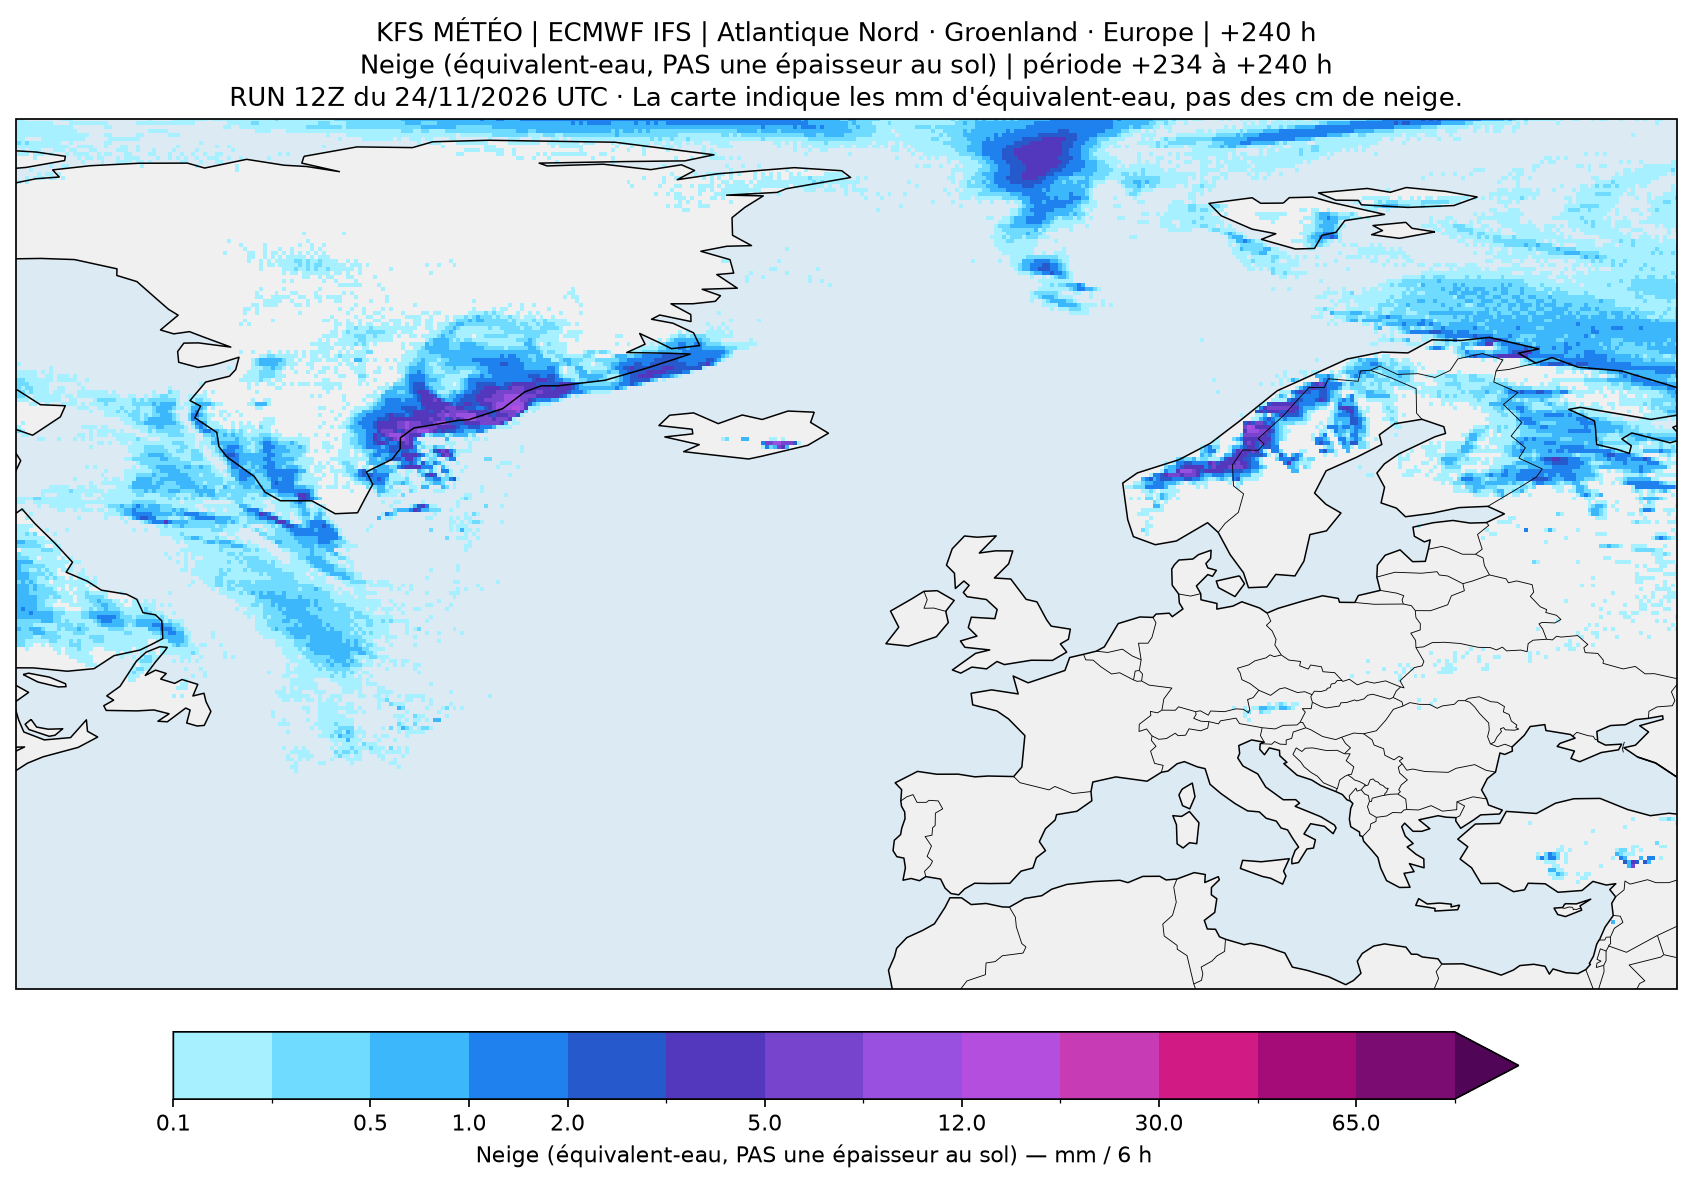 KFS MÉTÉO | ECMWF IFS | Atlantique Nord · Groenland · Europe | +240 h
Neige (équivalent-eau, PAS une épaisseur au sol) | période +234 à +240 h
RUN 12Z du 24/11/2026 UTC · La carte indique les mm d'équivalent-eau, pas des cm de neige.
0.1 0.5 1.0 2.0 5.0 12.0 30.0 65.0
Neige (équivalent-eau, PAS une épaisseur au sol) — mm / 6 h